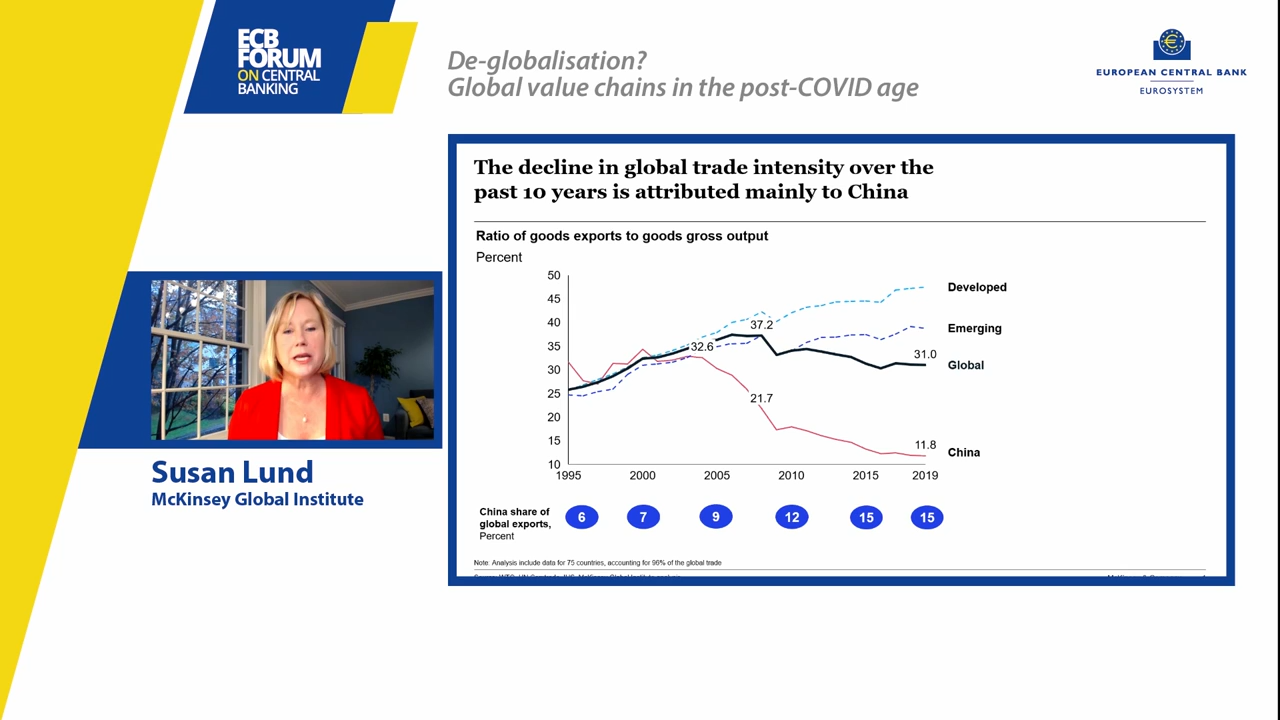 ECB
FORUM
ON CENTRAL
BANKING
De-globalisation?
Global value chains in the post-COVID age
EUROPEAN CENTRAL BANK
EUROSYSTEM
The decline in global trade intensity over the
past 10 years is attributed mainly to China
Ratio of goods exports to goods gross output
Percent
50
45
40
35
30
25
20
15
10
32.6
37.2
21.7
31.0
11.8
Developed
Emerging
Global
China
1995 2000 2005 2010 2015 2019
China share of
global exports,
Percent
6 7 9 12 15 15
Note: Analysis include data for 75 countries, accounting for 96% of the global trade
Susan Lund
McKinsey Global Institute